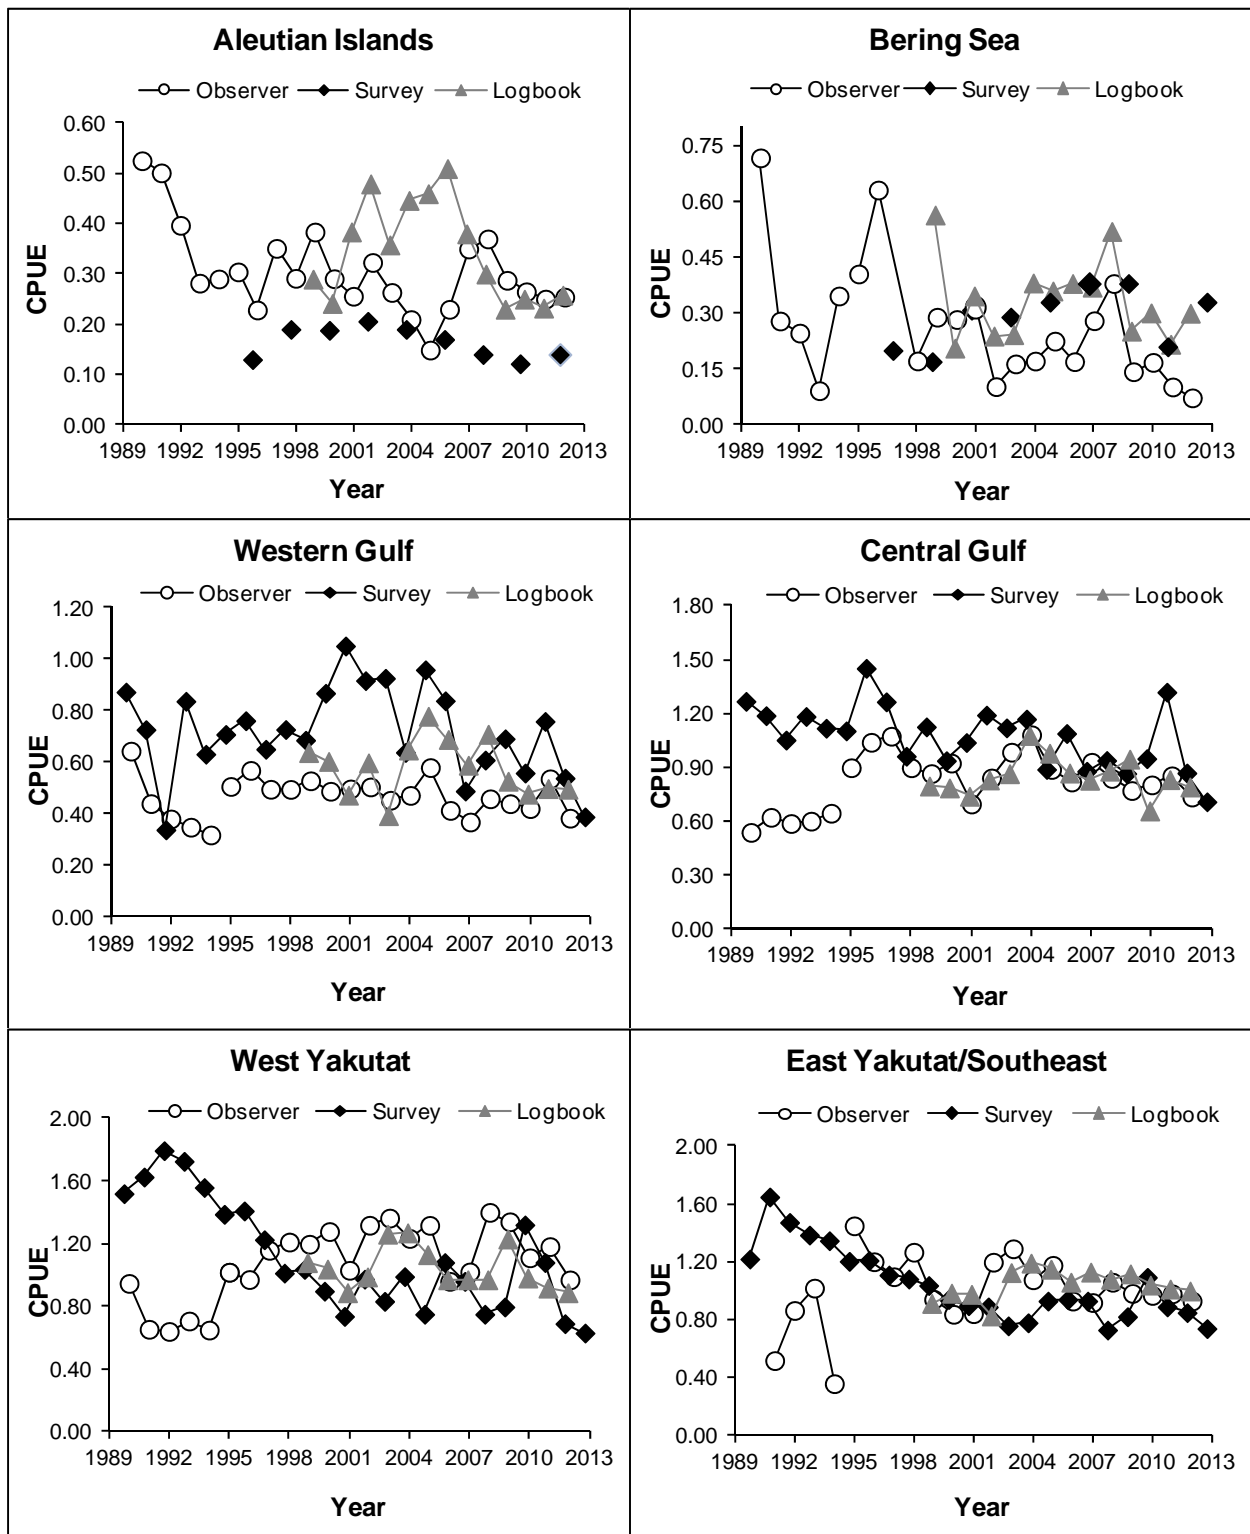 Aleutian Islands
Observer Survey Logbook
0.60
0.50
0.40
0.30
0.20
0.10
0.00
CPUE
1989 1992 1995 1998 2001 2004 2007 2010 2013
Year
Bering Sea
Observer Survey Logbook
0.75
0.60
0.45
0.30
0.15
0.00
CPUE
1989 1992 1995 1998 2001 2004 2007 2010 2013
Year
Western Gulf
Observer Survey Logbook
1.20
1.00
0.80
0.60
0.40
0.20
0.00
CPUE
1989 1992 1995 1998 2001 2004 2007 2010 2013
Year
Central Gulf
Observer Survey Logbook
1.80
1.50
1.20
0.90
0.60
0.30
0.00
CPUE
1989 1992 1995 1998 2001 2004 2007 2010 2013
Year
West Yakutat
Observer Survey Logbook
2.00
1.60
1.20
0.80
0.40
0.00
CPUE
1989 1992 1995 1998 2001 2004 2007 2010 2013
Year
East Yakutat/Southeast
Observer Survey Logbook
2.00
1.60
1.20
0.80
0.40
0.00
CPUE
1989 1992 1995 1998 2001 2004 2007 2010 2013
Year